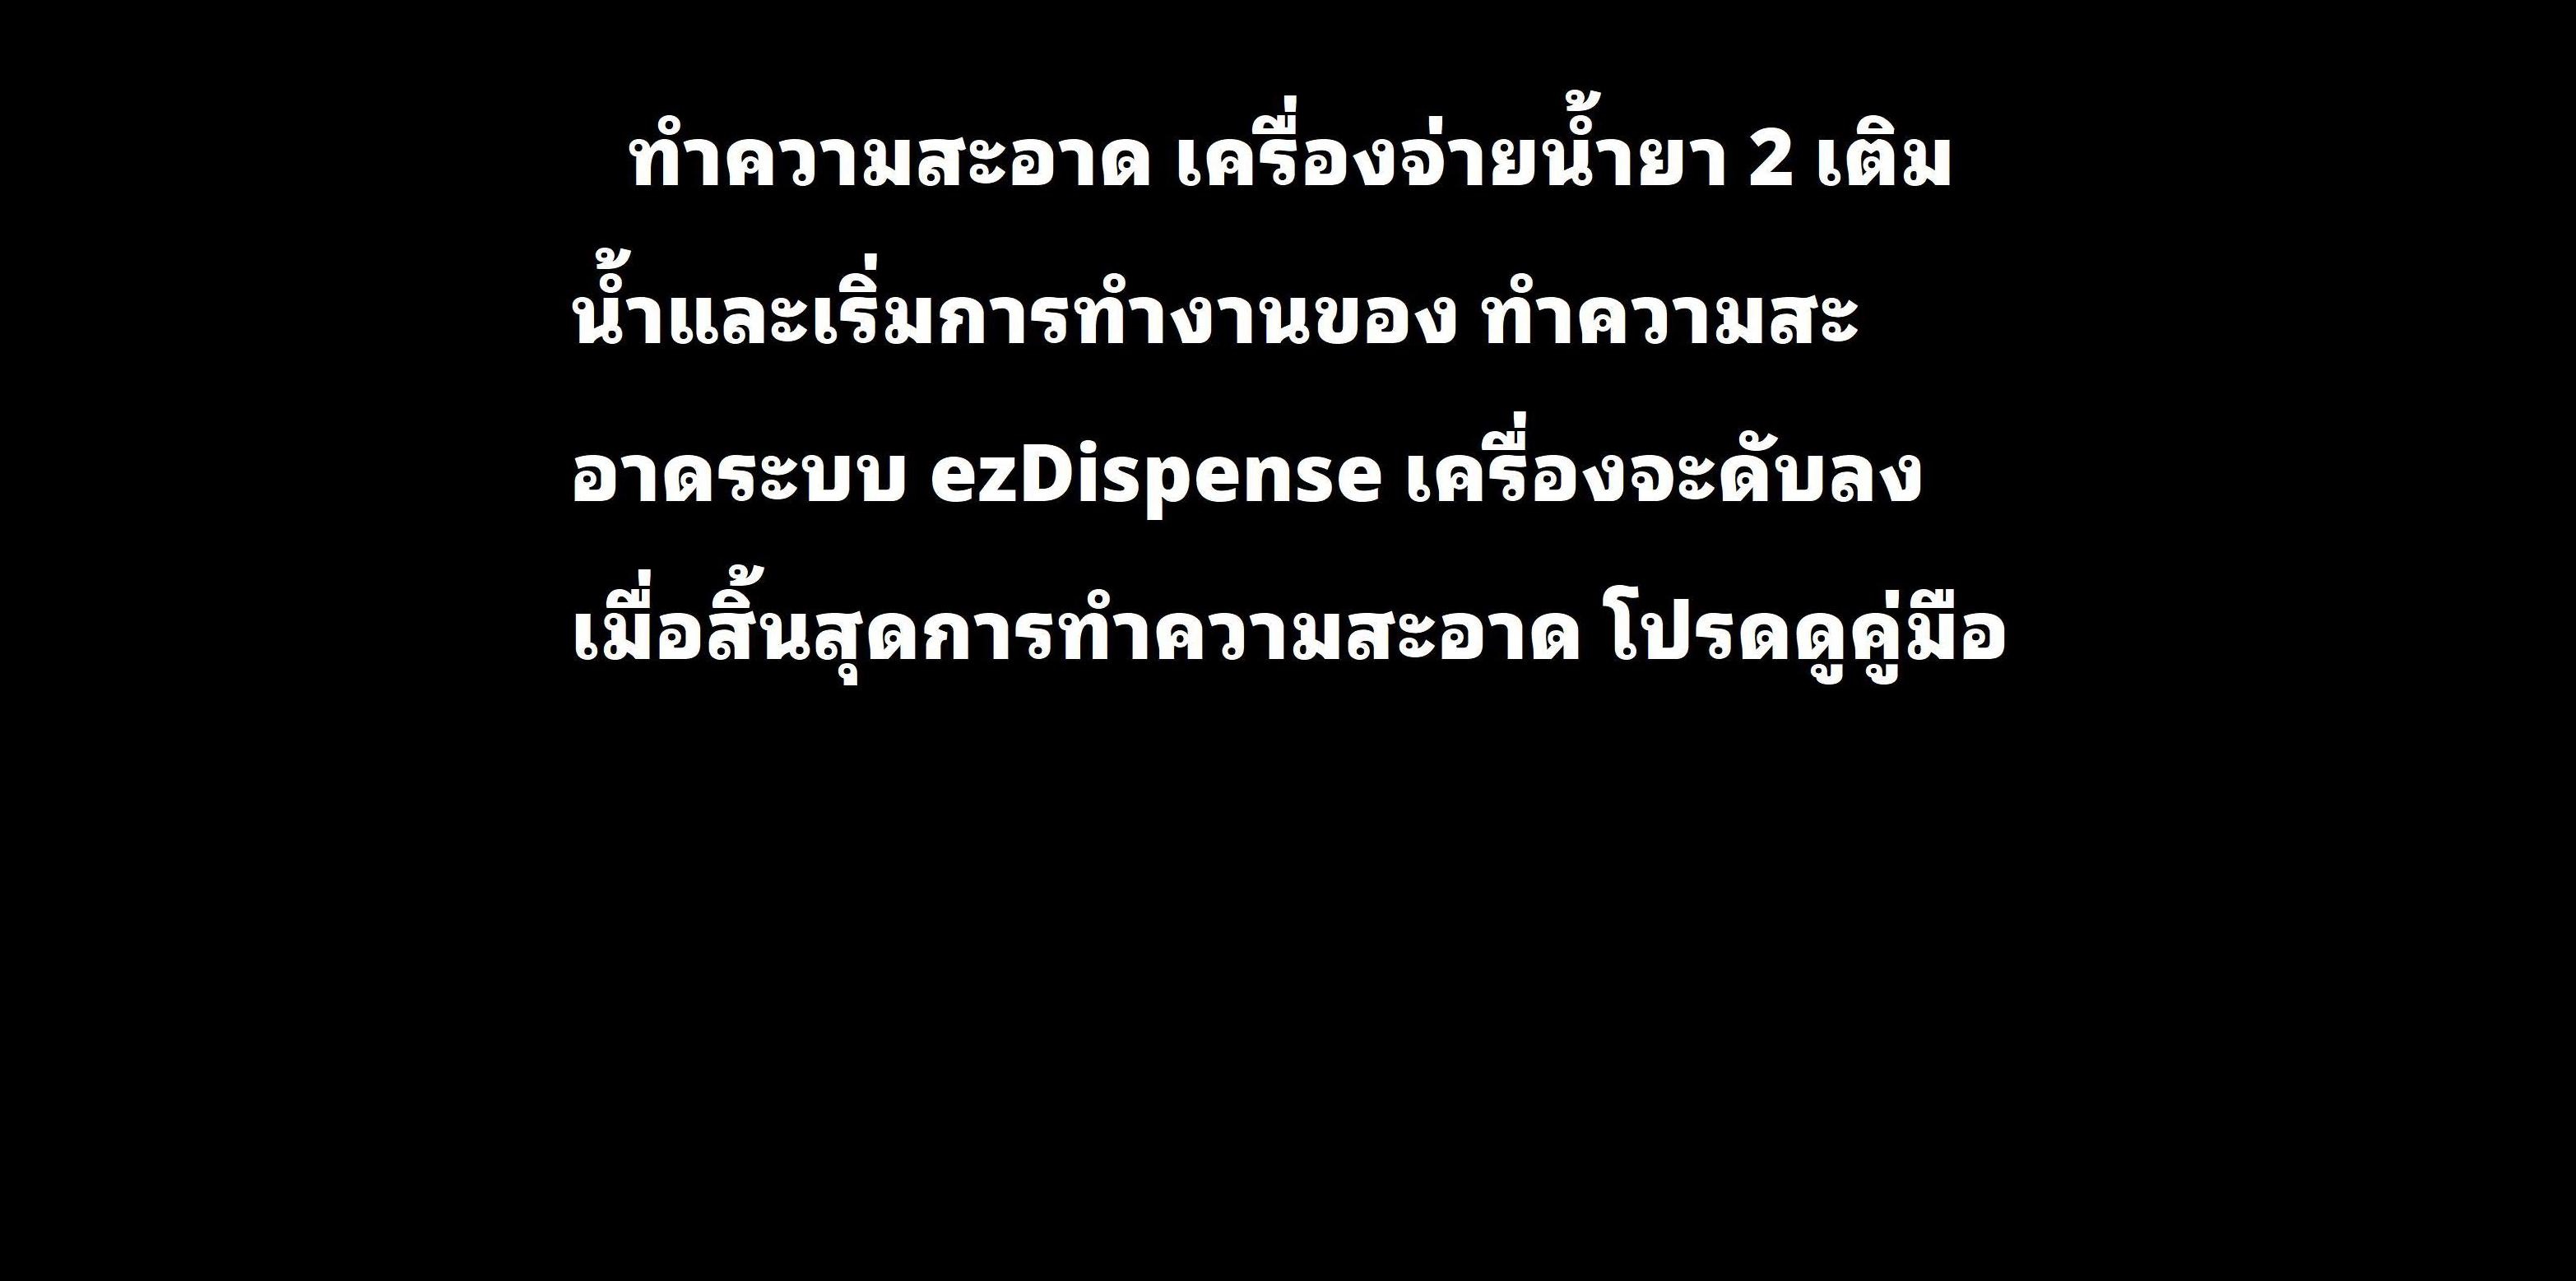 ทำความสะอาด เครื่องจ่ายน้ำยา 2 เติม
น้ำและเริ่มการทำงานของ ทำความสะ
อาดระบบ ezDispense เครื่องจะดับลง
เมื่อสิ้นสุดการทำความสะอาด โปรดดูคู่มือ